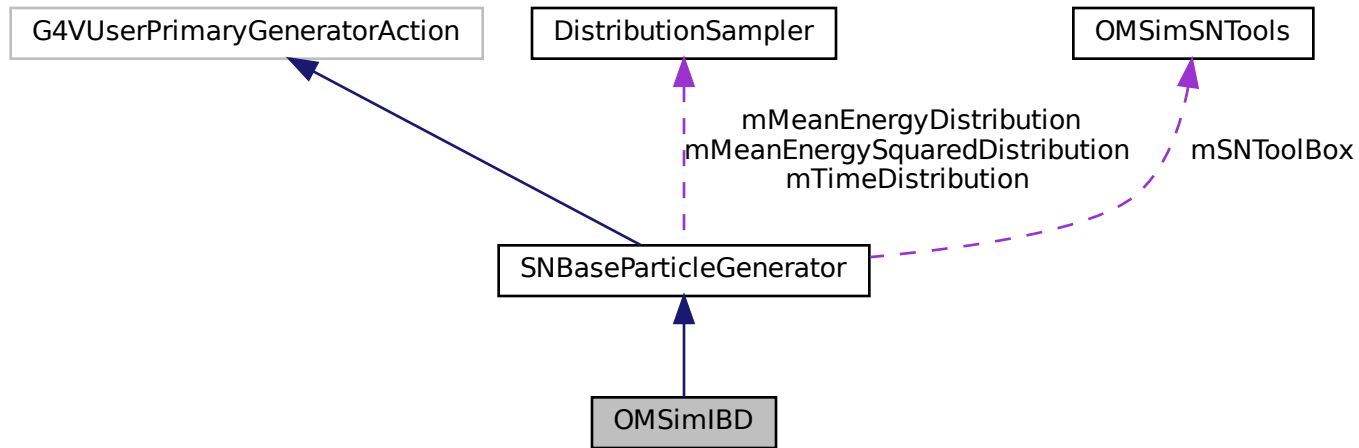 G4VUserPrimaryGeneratorAction
DistributionSampler
OMSimSNTools
mMeanEnergyDistribution
mMeanEnergySquaredDistribution
mTimeDistribution
mSNToolBox
SNBaseParticleGenerator
OMSimIBD